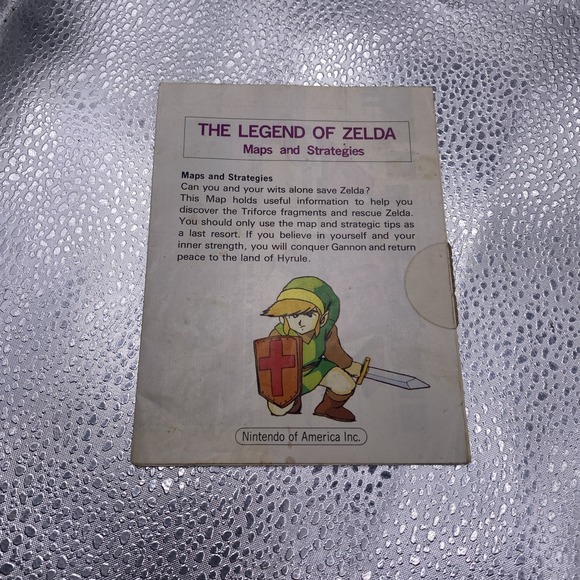 THE LEGEND OF ZELDA
Maps and Strategies
Maps and Strategies
Can you and your wits alone save Zelda?
This Map holds useful information to help you
discover the Triforce fragments and rescue Zelda.
You should only use the map and strategic tips as
a last resort. If you believe in yourself and your
inner strength, you will conquer Gannon and return
peace to the land of Hyrule.
Nintendo of America Inc.